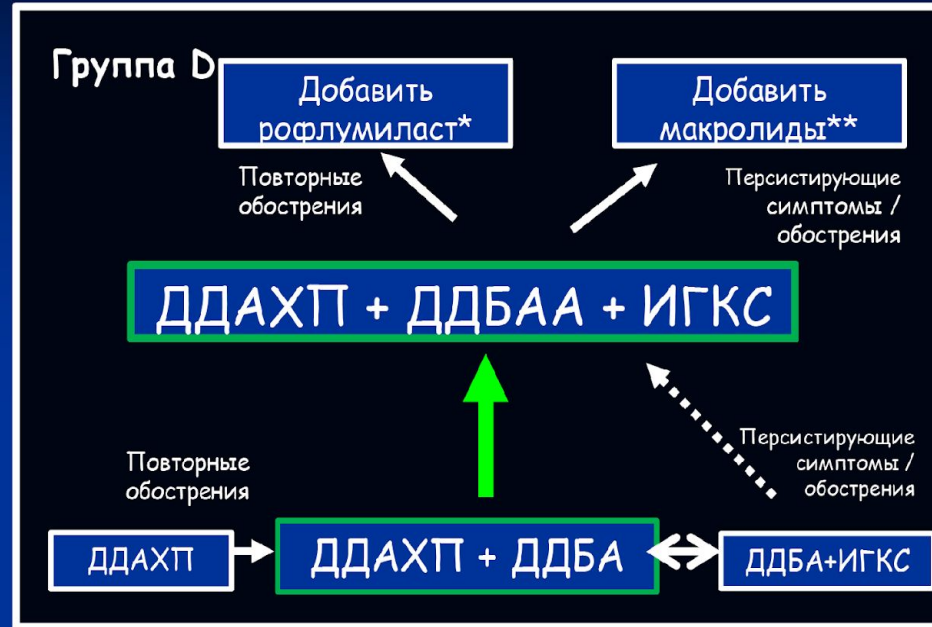 Группа D
Добавить
рофлумиласт*
Добавить
макролиды**
Повторные
обострения
Персистирующие
симптомы /
обострения
ДДАХП + ДДБАА + ИГКС
Повторные
обострения
Персистирующие
симптомы /
обострения
ДДАХП
ДДАХП + ДДБА
ДДБА+ИГКС